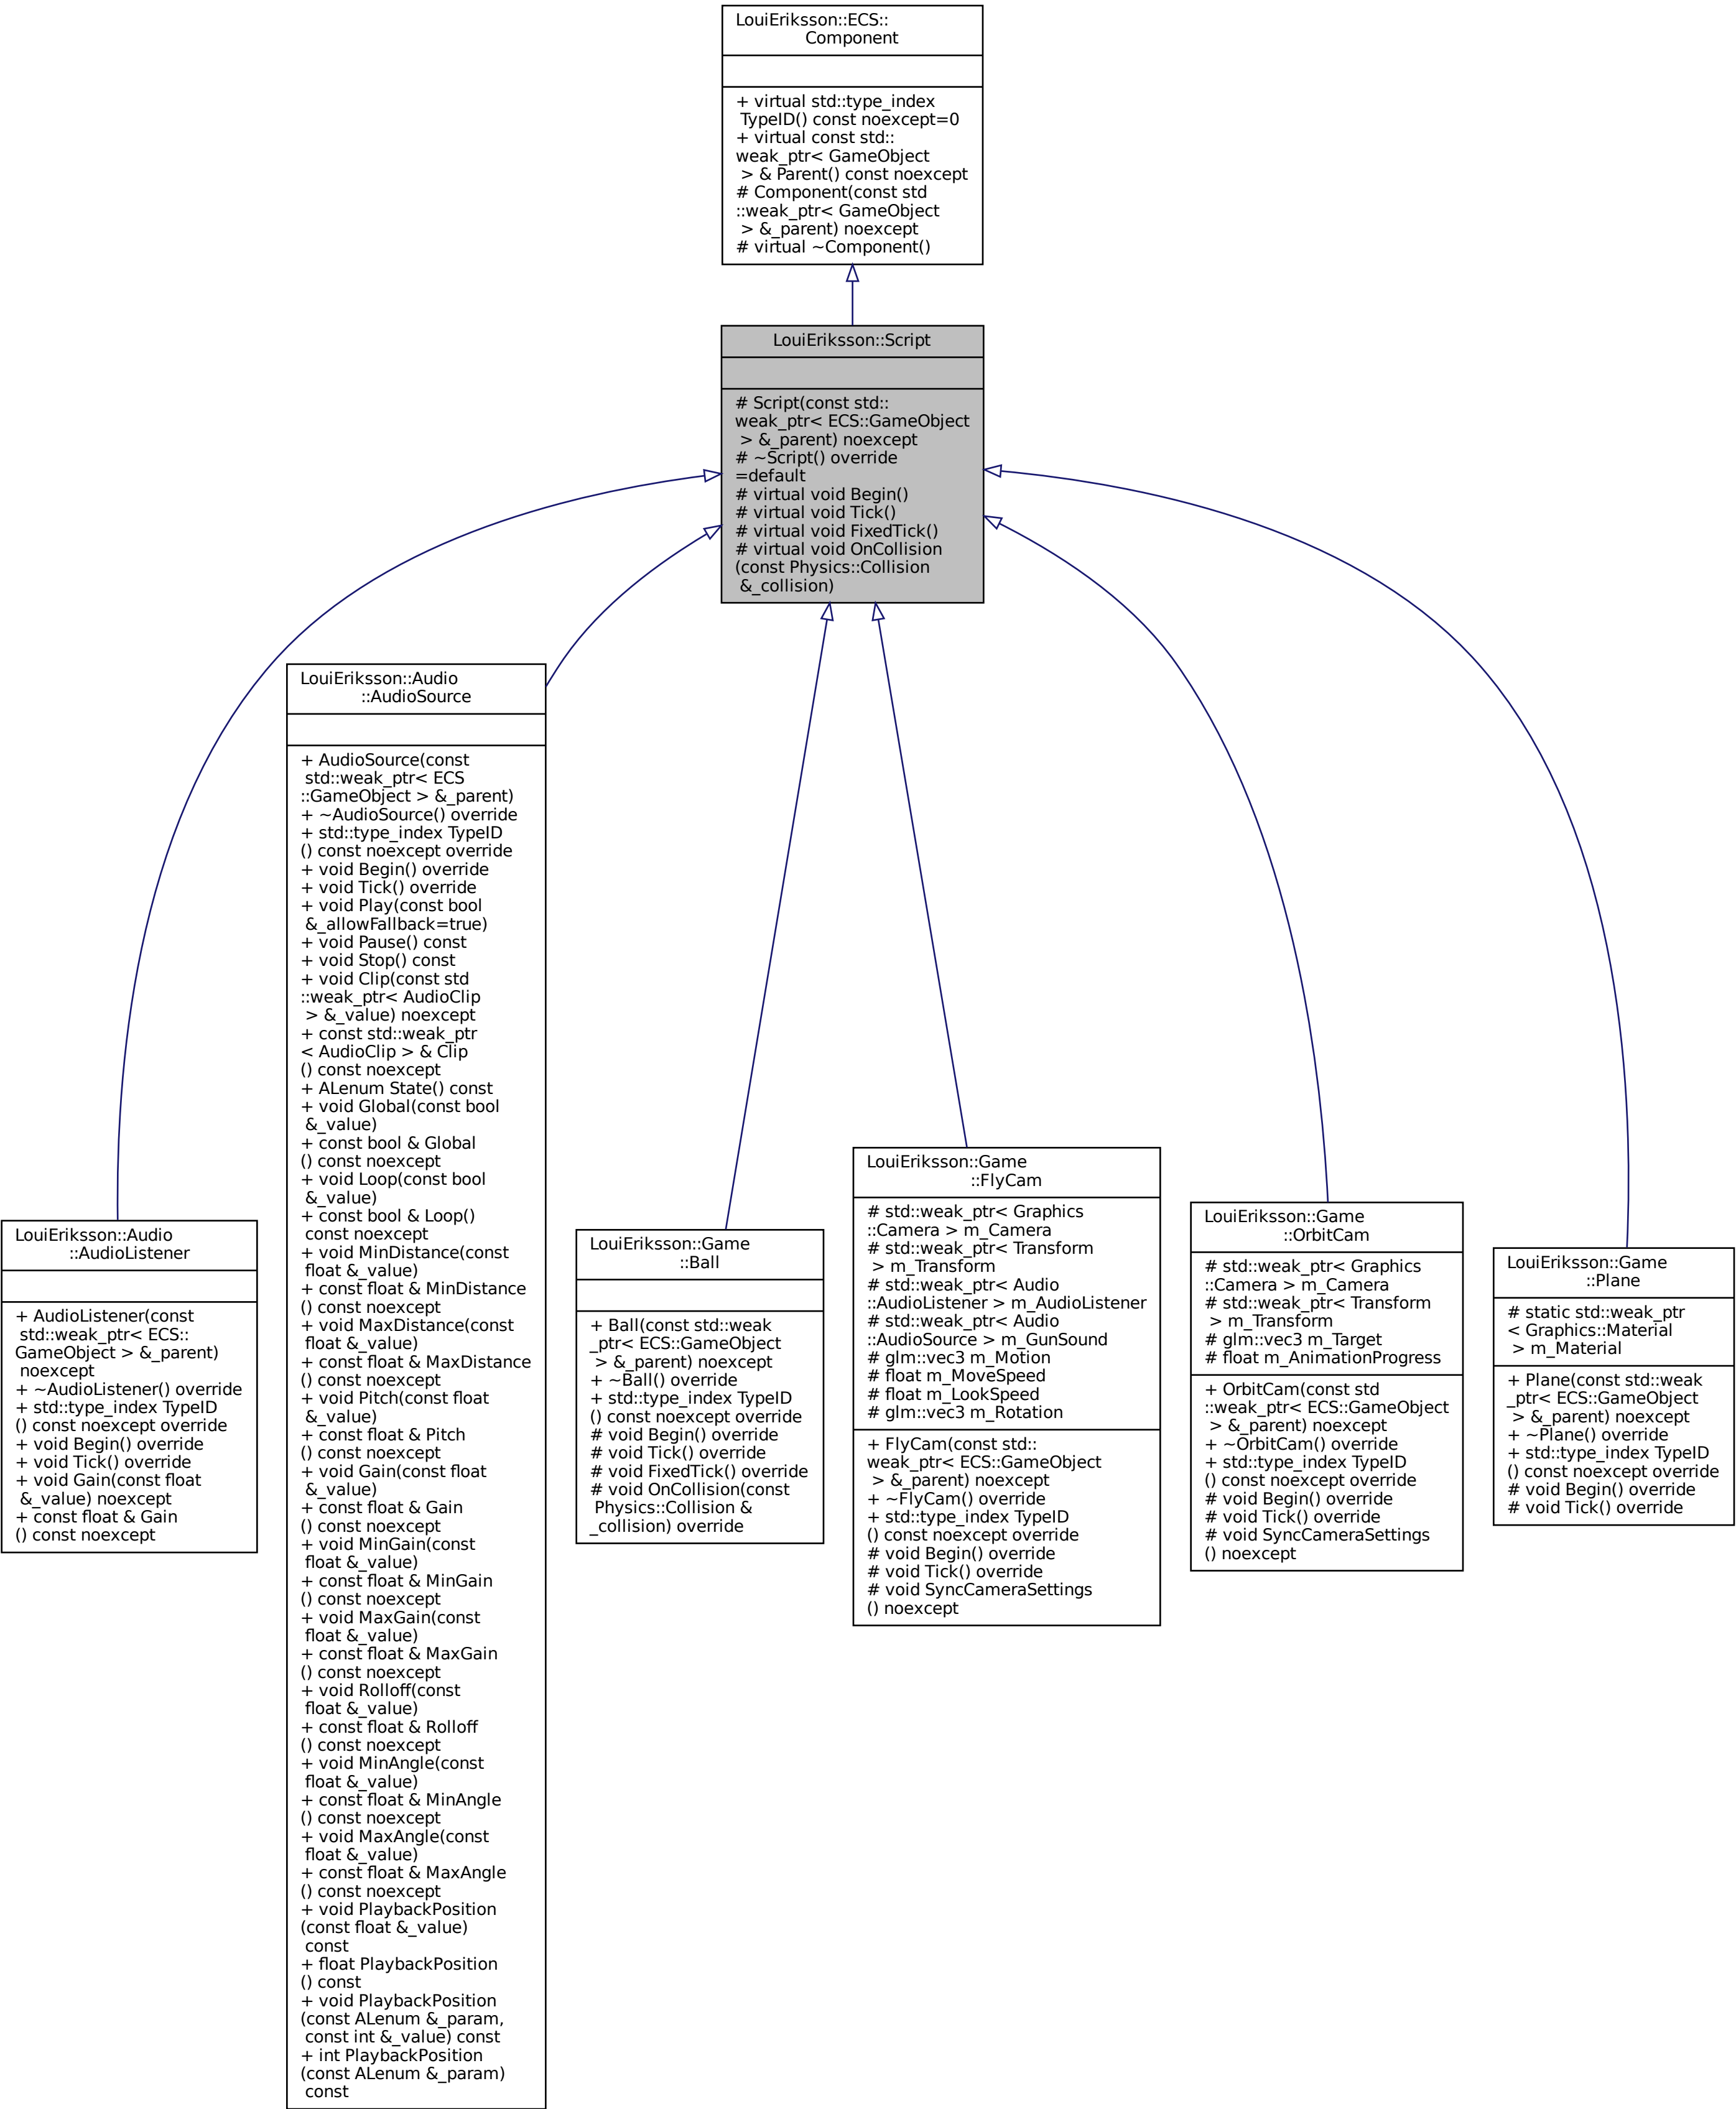 LouiEriksson::ECS::
Component
+ virtual std::type_index
TypeID() const noexcept=0
+ virtual const std::
weak_ptr< GameObject
> & Parent() const noexcept
# Component(const std
::weak_ptr< GameObject
> &_parent) noexcept
# virtual ~Component()
LouiEriksson::Script
# Script(const std::
weak_ptr< ECS::GameObject
> &_parent) noexcept
# ~Script() override
=default
# virtual void Begin()
# virtual void Tick()
# virtual void FixedTick()
# virtual void OnCollision
(const Physics::Collision
&_collision)
LouiEriksson::Audio
::AudioListener
+ AudioListener(const
std::weak_ptr< ECS::
GameObject > &_parent)
noexcept
+ ~AudioListener() override
+ std::type_index TypeID
() const noexcept override
+ void Begin() override
+ void Tick() override
+ void Gain(const float
&_value) noexcept
+ const float & Gain
() const noexcept
LouiEriksson::Audio
::AudioSource
+ AudioSource(const
std::weak_ptr< ECS
::GameObject > &_parent)
+ ~AudioSource() override
+ std::type_index TypeID
() const noexcept override
+ void Begin() override
+ void Tick() override
+ void Play(const bool
&_allowFallback=true)
+ void Pause() const
+ void Stop() const
+ void Clip(const std
::weak_ptr< AudioClip
> &_value) noexcept
+ const std::weak_ptr
< AudioClip > & Clip
() const noexcept
+ ALenum State() const
+ void Global(const bool
&_value)
+ const bool & Global
() const noexcept
+ void Loop(const bool
&_value)
+ const bool & Loop()
const noexcept
+ void MinDistance(const
float &_value)
+ const float & MinDistance
() const noexcept
+ void MaxDistance(const
float &_value)
+ const float & MaxDistance
() const noexcept
+ void Pitch(const float
&_value)
+ const float & Pitch
() const noexcept
+ void Gain(const float
&_value)
+ const float & Gain
() const noexcept
+ void MinGain(const
float &_value)
+ const float & MinGain
() const noexcept
+ void MaxGain(const
float &_value)
+ const float & MaxGain
() const noexcept
+ void Rolloff(const
float &_value)
+ const float & Rolloff
() const noexcept
+ void MinAngle(const
float &_value)
+ const float & MinAngle
() const noexcept
+ void MaxAngle(const
float &_value)
+ const float & MaxAngle
() const noexcept
+ void PlaybackPosition
(const float &_value)
const
+ float PlaybackPosition
() const
+ void PlaybackPosition
(const ALenum &_param,
const int &_value) const
+ int PlaybackPosition
(const ALenum &_param)
const
LouiEriksson::Game
::Ball
+ Ball(const std::weak
_ptr< ECS::GameObject
> &_parent) noexcept
+ ~Ball() override
+ std::type_index TypeID
() const noexcept override
# void Begin() override
# void Tick() override
# void FixedTick() override
# void OnCollision(const
Physics::Collision &
_collision) override
LouiEriksson::Game
::FlyCam
# std::weak_ptr< Graphics
::Camera > m_Camera
# std::weak_ptr< Transform
> m_Transform
# std::weak_ptr< Audio
::AudioListener > m_AudioListener
# std::weak_ptr< Audio
::AudioSource > m_GunSound
# glm::vec3 m_Motion
# float m_MoveSpeed
# float m_LookSpeed
# glm::vec3 m_Rotation
+ FlyCam(const std::
weak_ptr< ECS::GameObject
> &_parent) noexcept
+ ~FlyCam() override
+ std::type_index TypeID
() const noexcept override
# void Begin() override
# void Tick() override
# void SyncCameraSettings
() noexcept
LouiEriksson::Game
::OrbitCam
# std::weak_ptr< Graphics
::Camera > m_Camera
# std::weak_ptr< Transform
> m_Transform
# glm::vec3 m_Target
# float m_AnimationProgress
+ OrbitCam(const std
::weak_ptr< ECS::GameObject
> &_parent) noexcept
+ ~OrbitCam() override
+ std::type_index TypeID
() const noexcept override
# void Begin() override
# void Tick() override
# void SyncCameraSettings
() noexcept
LouiEriksson::Game
::Plane
# static std::weak_ptr
< Graphics::Material
> m_Material
+ Plane(const std::weak
_ptr< ECS::GameObject
> &_parent) noexcept
+ ~Plane() override
+ std::type_index TypeID
() const noexcept override
# void Begin() override
# void Tick() override